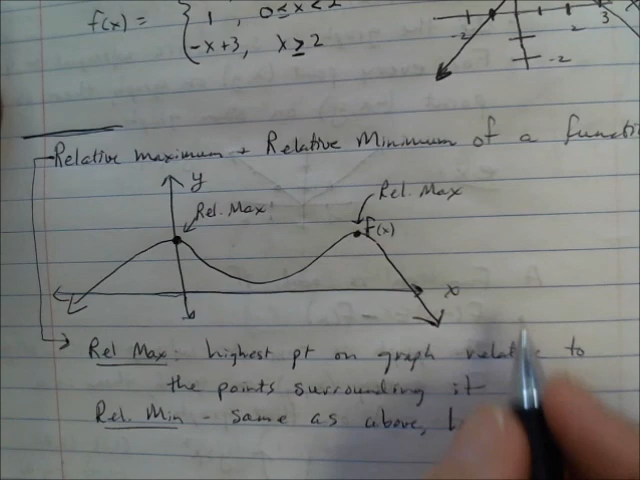 f(x) = { 1 , 0 ≤ x < 2
-x+3, x ≥ 2
-2 2 3
-2
Relative maximum + Relative Minimum of a functi
y
Rel. Max
Rel. Max
f(x)
x
Rel Max: highest pt on graph relat to
the points surrounding it
Rel. Min - same as above,